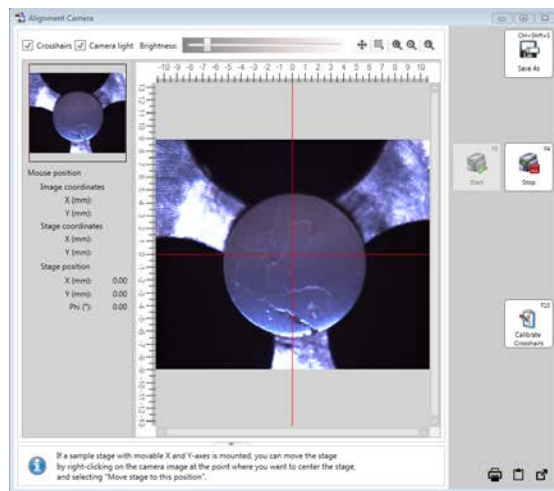 Alignment Camera
Crosshairs Camera light Brightness:
Ctrl+Shift+S
Save As
-10 -9 -8 -7 -6 -5 -4 -3 -2 -1 0 1 2 3 4 5 6 7 8 9 10
Mouse position
Image coordinates
X (mm):
Y (mm):
Stage coordinates
X (mm):
Y (mm):
Stage position
X (mm): 0.00
Y (mm): 0.00
Phi (°): 0.00
Start
F4
Stop
F10
Calibrate
Crosshairs
If a sample stage with movable X and Y-axes is mounted, you can move the stage
by right-clicking on the camera image at the point where you want to center the stage,
and selecting "Move stage to this position".